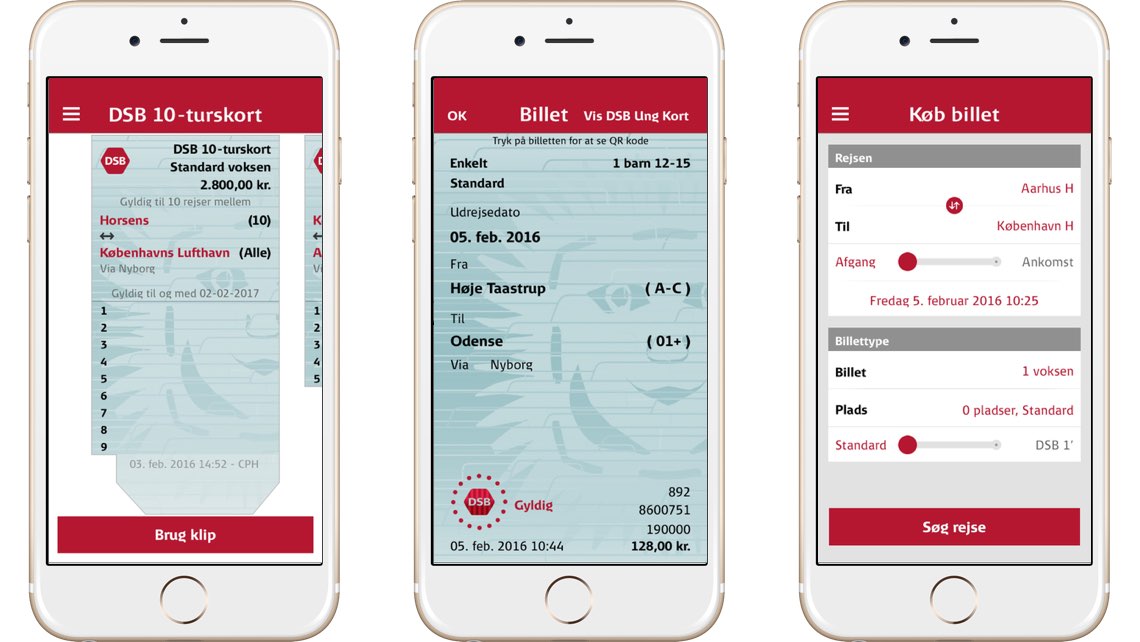 DSB 10-turskort
DSB
DSB 10-turskort
Standard voksen
2.800,00 kr.
Gyldig til 10 rejser mellem
Horsens (10)
↔
Københavns Lufthavn (Alle)
Via Nyborg
Gyldig til og med 02-02-2017
1
2
3
4
5
6
7
8
9
03. feb. 2016 14:52 - CPH
K
A
1
2
3
4
5
Brug klip
OK Billet Vis DSB Ung Kort
Tryk på billetten for at se QR kode
Enkelt 1 barn 12-15
Standard
Udrejsedato
05. feb. 2016
Fra
Høje Taastrup ( A-C )
Til
Odense ( 01+ )
Via Nyborg
DSB Gyldig
892
8600751
190000
05. feb. 2016 10:44 128,00 kr.
Køb billet
Rejsen
Fra Aarhus H
Til København H
Afgang Ankomst
Fredag 5. februar 2016 10:25
Billettype
Billet 1 voksen
Plads 0 pladser, Standard
Standard DSB 1'
Søg rejse